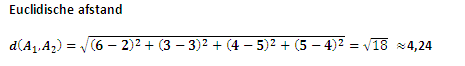 Euclidische afstand
d(A₁,A₂) = √(6 − 2)² + (3 − 3)² + (4 − 5)² + (5 − 4)² = √18 ≈4,24